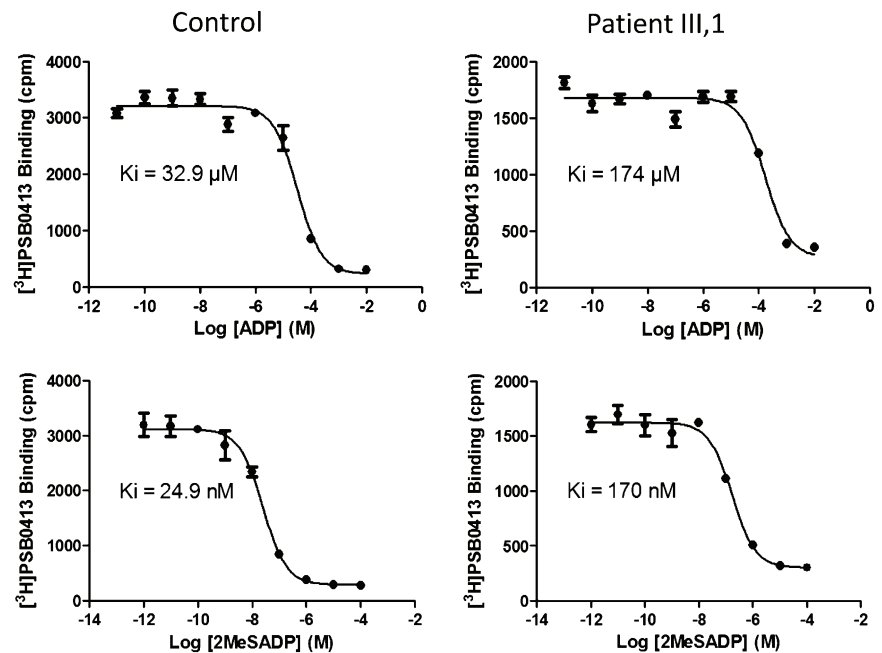 Control
Patient III,1
[³H]PSB0413 Binding (cpm)
4000
3000
2000
1000
0
Ki = 32.9 µM
-12 -10 -8 -6 -4 -2 0
Log [ADP] (M)
[³H]PSB0413 Binding (cpm)
2000
1500
1000
500
0
Ki = 174 µM
-12 -10 -8 -6 -4 -2 0
Log [ADP] (M)
[³H]PSB0413 Binding (cpm)
4000
3000
2000
1000
0
Ki = 24.9 nM
-14 -12 -10 -8 -6 -4 -2
Log [2MeSADP] (M)
[³H]PSB0413 Binding (cpm)
2000
1500
1000
500
0
Ki = 170 nM
-14 -12 -10 -8 -6 -4 -2
Log [2MeSADP] (M)